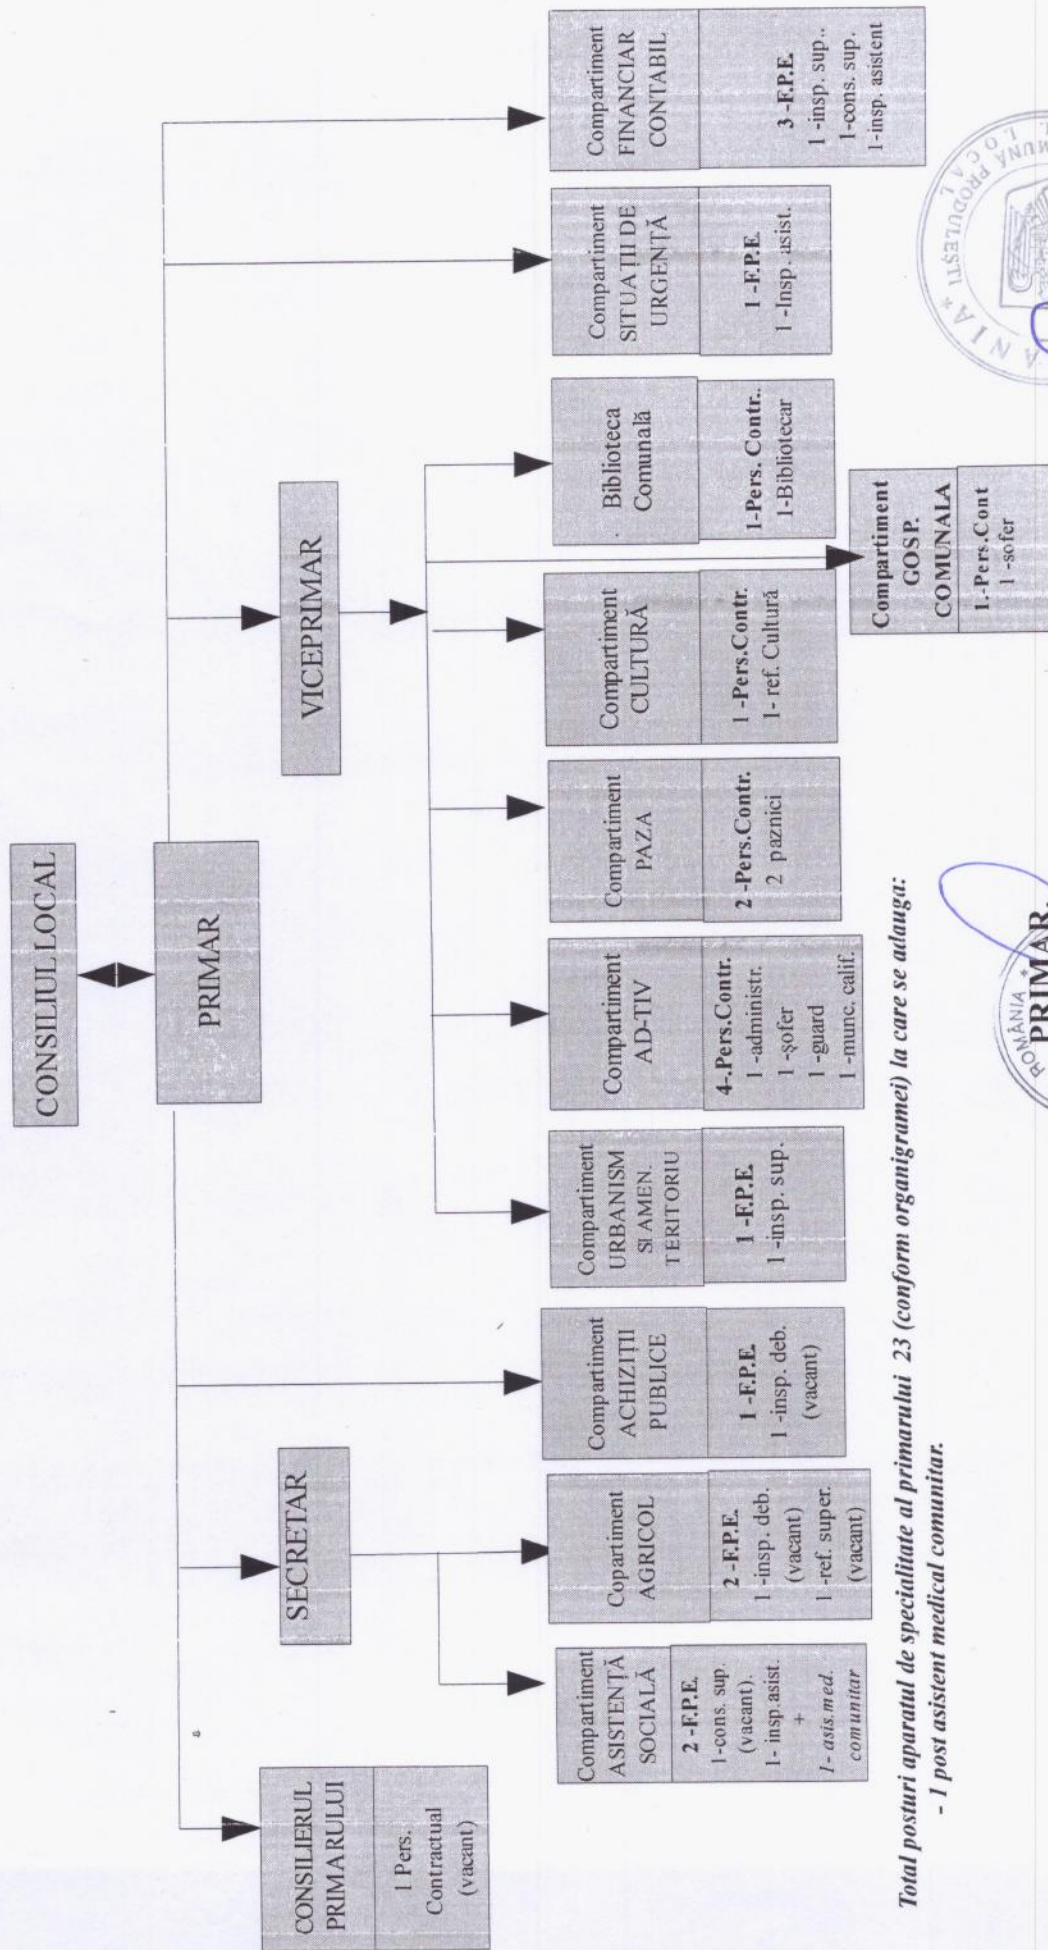 CONSILIUL LOCAL
PRIMAR
VICEPRIMAR
SECRETAR
CONSILIERUL
PRIMARULUI
1 Pers.
Contractual
(vacant)
Compartiment
ASISTENȚĂ
SOCIALĂ
2 -F.P.E.
1-cons. sup.
(vacant).
1- insp.asist.
+
1- asis.med.
comunitar
Copartiment
AGRICOL
2 -F.P.E.
1 -insp. deb.
(vacant)
1 -ref. super.
(vacant)
Compartiment
ACHIZIȚII
PUBLICE
1 -F.P.E.
1 -insp. deb.
(vacant)
Compartiment
URBANISM
SI AMEN.
TERITORIU
1 -F.P.E.
1 -insp. sup.
Compartiment
AD-TIV
4-.Pers.Contr.
1 -administr.
1 -șofer
1 -guard
1 -munc. calif.
Compartiment
PAZA
2 -Pers.Contr.
2 paznici
Compartiment
CULTURĂ
1 -Pers.Contr.
1- ref. Cultură
. Biblioteca
Comunală
1-Pers. Contr..
1-Bibliotecar
Compartiment
SITUAȚII DE
URGENȚĂ
1 -F.P.E.
1 -Insp. asist.
Compartiment
FINANCIAR
CONTABIL
3 -F.P.E.
1 -insp. sup..
1-cons. sup.
1-insp. asistent
Compartiment
GOSP.
COMUNALA
1.-Pers.Cont
1 -sofer
Total posturi aparatul de specialitate al primarului 23 (conform organigramei) la care se adauga:
- 1 post asistent medical comunitar.
ROMÂNIA *
PRIMAR,
ANIA * 
MUNA PRODULEȘTI
LOCAL